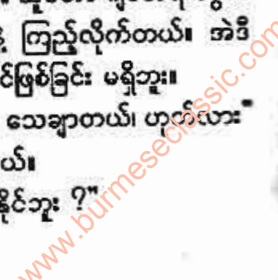 ကြည့်လိုက်တယ်။ အဲဒီ
ဖြစ်ခြင်း မရှိဘူး။
သေချာတယ်၊ ဟုတ်လား"
ယ်။
နိုင်ဘူး ?"
www.burmeseclassic.com